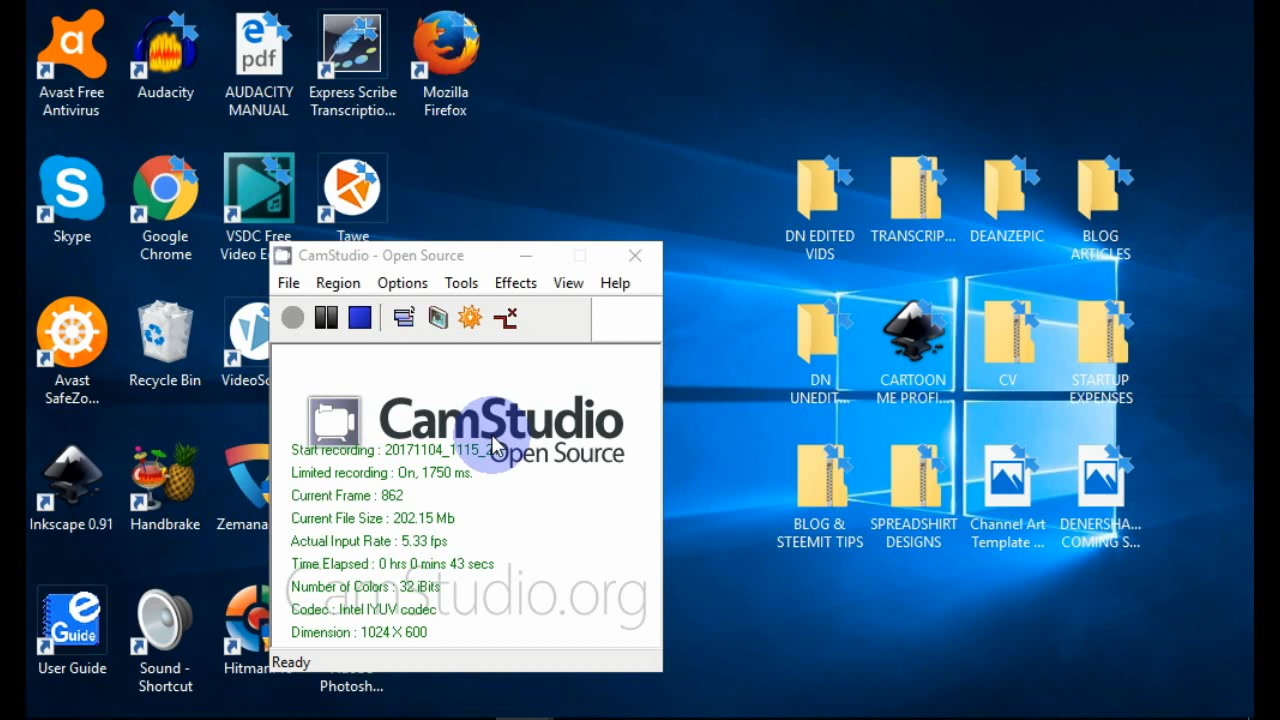 a
e
pdf
Avast Free
Antivirus
Audacity
AUDACITY
MANUAL
Express Scribe
Transcriptio...
Mozilla
Firefox
S
Skype
Google
Chrome
VSDC Free
Video E
Tawe
DN EDITED
VIDS
TRANSCRIP...
DEANZEPIC
BLOG
ARTICLES
CamStudio - Open Source
File Region Options Tools Effects View Help
CamStudio
Open Source
Start recording : 20171104_1115_2
Limited recording : On, 1750 ms.
Current Frame : 862
Current File Size : 202.15 Mb
Actual Input Rate : 5.33 fps
Time Elapsed : 0 hrs 0 mins 43 secs
Number of Colors : 32 Bits
Codec : Intel IYUV codec
Dimension : 1024 X 600
CamStudio.org
Ready
Avast
SafeZo...
Recycle Bin
VideoSo
DN
UNEDIT...
CARTOON
ME PROFI...
CV
STARTUP
EXPENSES
Inkscape 0.91
Handbrake
Zemana
BLOG &
STEEMIT TIPS
SPREADSHIRT
DESIGNS
Channel Art
Template ...
DENERSHA...
COMING S...
e
Guide
User Guide
Sound -
Shortcut
Hitman
Photosh...